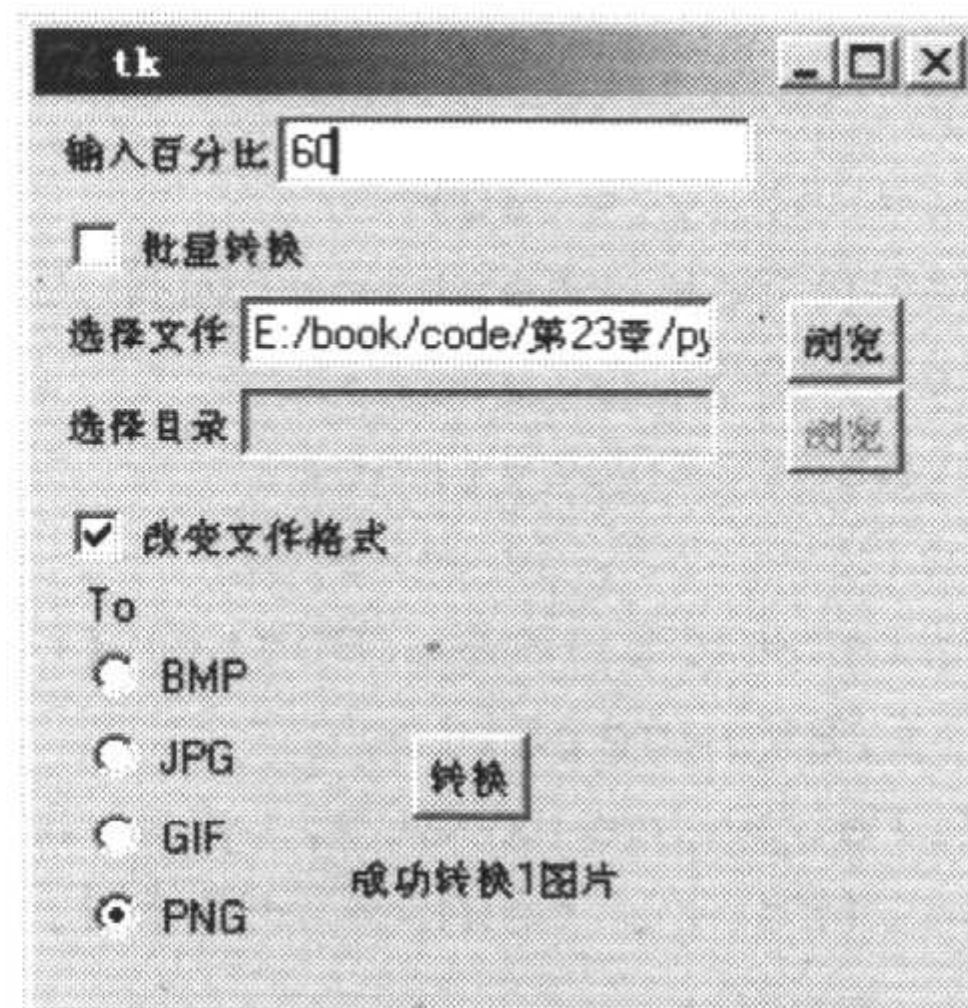 tk
输入百分比 60
批量转换
选择文件 E:/book/code/第23章/py 浏览
选择目录 浏览
改变文件格式
To
BMP
JPG
转换
GIF
成功转换1图片
PNG